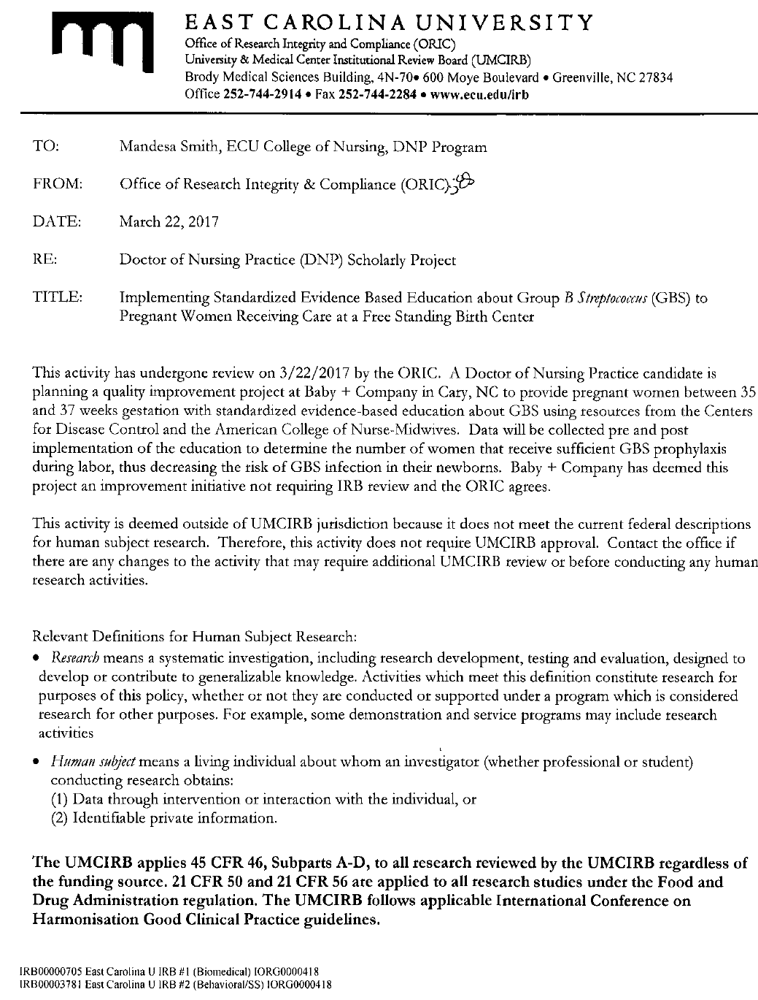 EAST CAROLINA UNIVERSITY
Office of Research Integrity and Compliance (ORIC)
University & Medical Center Institutional Review Board (UMCIRB)
Brody Medical Sciences Building, 4N-70• 600 Moye Boulevard • Greenville, NC 27834
Office 252-744-2914 • Fax 252-744-2284 • www.ecu.edu/irb
TO: Mandesa Smith, ECU College of Nursing, DNP Program
FROM: Office of Research Integrity & Compliance (ORIC)
DATE: March 22, 2017
RE: Doctor of Nursing Practice (DNP) Scholarly Project
TITLE: Implementing Standardized Evidence Based Education about Group B Streptococcus (GBS) to
Pregnant Women Receiving Care at a Free Standing Birth Center
This activity has undergone review on 3/22/2017 by the ORIC. A Doctor of Nursing Practice candidate is
planning a quality improvement project at Baby + Company in Cary, NC to provide pregnant women between 35
and 37 weeks gestation with standardized evidence-based education about GBS using resources from the Centers
for Disease Control and the American College of Nurse-Midwives. Data will be collected pre and post
implementation of the education to determine the number of women that receive sufficient GBS prophylaxis
during labor, thus decreasing the risk of GBS infection in their newborns. Baby + Company has deemed this
project an improvement initiative not requiring IRB review and the ORIC agrees.
This activity is deemed outside of UMCIRB jurisdiction because it does not meet the current federal descriptions
for human subject research. Therefore, this activity does not require UMCIRB approval. Contact the office if
there are any changes to the activity that may require additional UMCIRB review or before conducting any human
research activities.
Relevant Definitions for Human Subject Research:
• Research means a systematic investigation, including research development, testing and evaluation, designed to
develop or contribute to generalizable knowledge. Activities which meet this definition constitute research for
purposes of this policy, whether or not they are conducted or supported under a program which is considered
research for other purposes. For example, some demonstration and service programs may include research
activities
• Human subject means a living individual about whom an investigator (whether professional or student)
conducting research obtains:
(1) Data through intervention or interaction with the individual, or
(2) Identifiable private information.
The UMCIRB applies 45 CFR 46, Subparts A-D, to all research reviewed by the UMCIRB regardless of
the funding source. 21 CFR 50 and 21 CFR 56 are applied to all research studies under the Food and
Drug Administration regulation. The UMCIRB follows applicable International Conference on
Harmonisation Good Clinical Practice guidelines.
IRB00000705 East Carolina U IRB #1 (Biomedical) IORG0000418
IRB00003781 East Carolina U IRB #2 (Behavioral/SS) IORG0000418